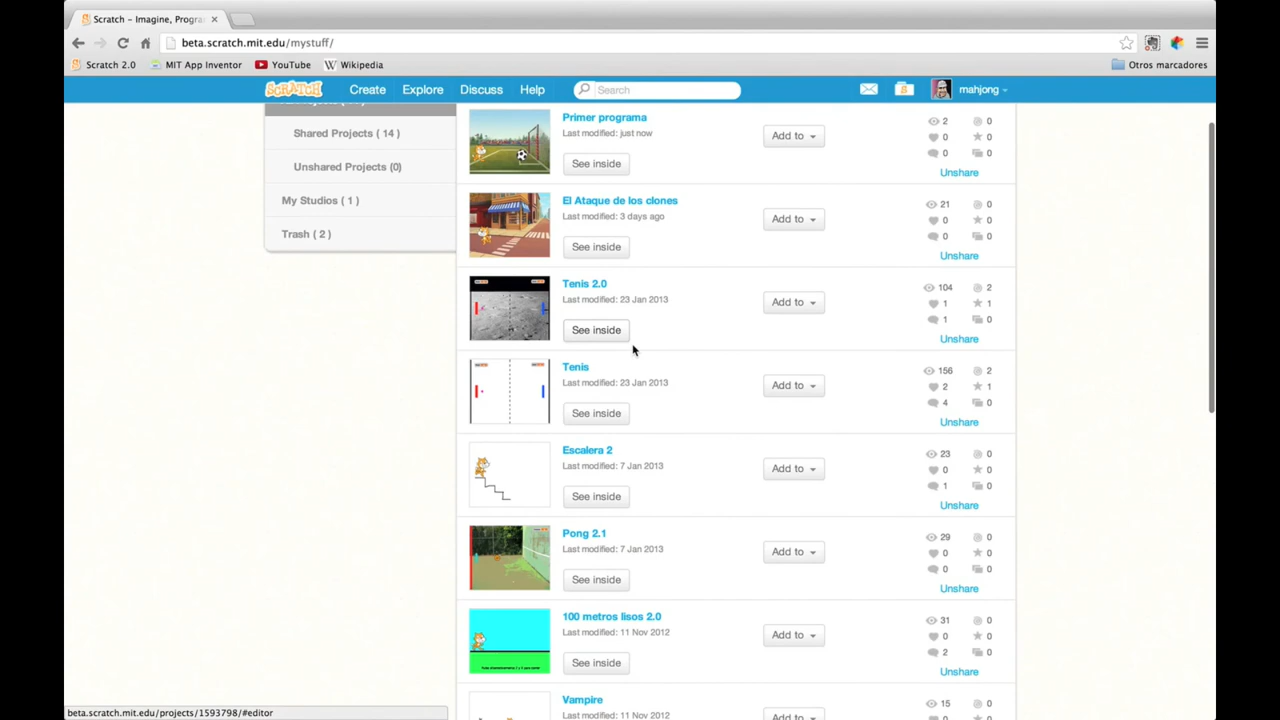 Scratch – Imagine, Progra
beta.scratch.mit.edu/mystuff/
Scratch 2.0 MIT App Inventor YouTube Wikipedia Otros marcadores
SCRATCH Create Explore Discuss Help Search mahjong
Shared Projects ( 14 )
Unshared Projects (0)
My Studios ( 1 )
Trash ( 2 )
Primer programa
Last modified: just now
See inside
Add to
2 0
0 0
0 0
Unshare
El Ataque de los clones
Last modified: 3 days ago
See inside
Add to
21 0
0 0
0 0
Unshare
Tenis 2.0
Last modified: 23 Jan 2013
See inside
Add to
104 2
1 1
1 0
Unshare
Tenis
Last modified: 23 Jan 2013
See inside
Add to
156 2
2 1
4 0
Unshare
Escalera 2
Last modified: 7 Jan 2013
See inside
Add to
23 0
0 0
1 0
Unshare
Pong 2.1
Last modified: 7 Jan 2013
See inside
Add to
29 0
0 0
0 0
Unshare
100 metros lisos 2.0
Last modified: 11 Nov 2012
See inside
Add to
31 0
0 0
2 0
Unshare
Vampire
Last modified: 11 Nov 2012
Add to
15 0
beta.scratch.mit.edu/projects/1593798/#editor